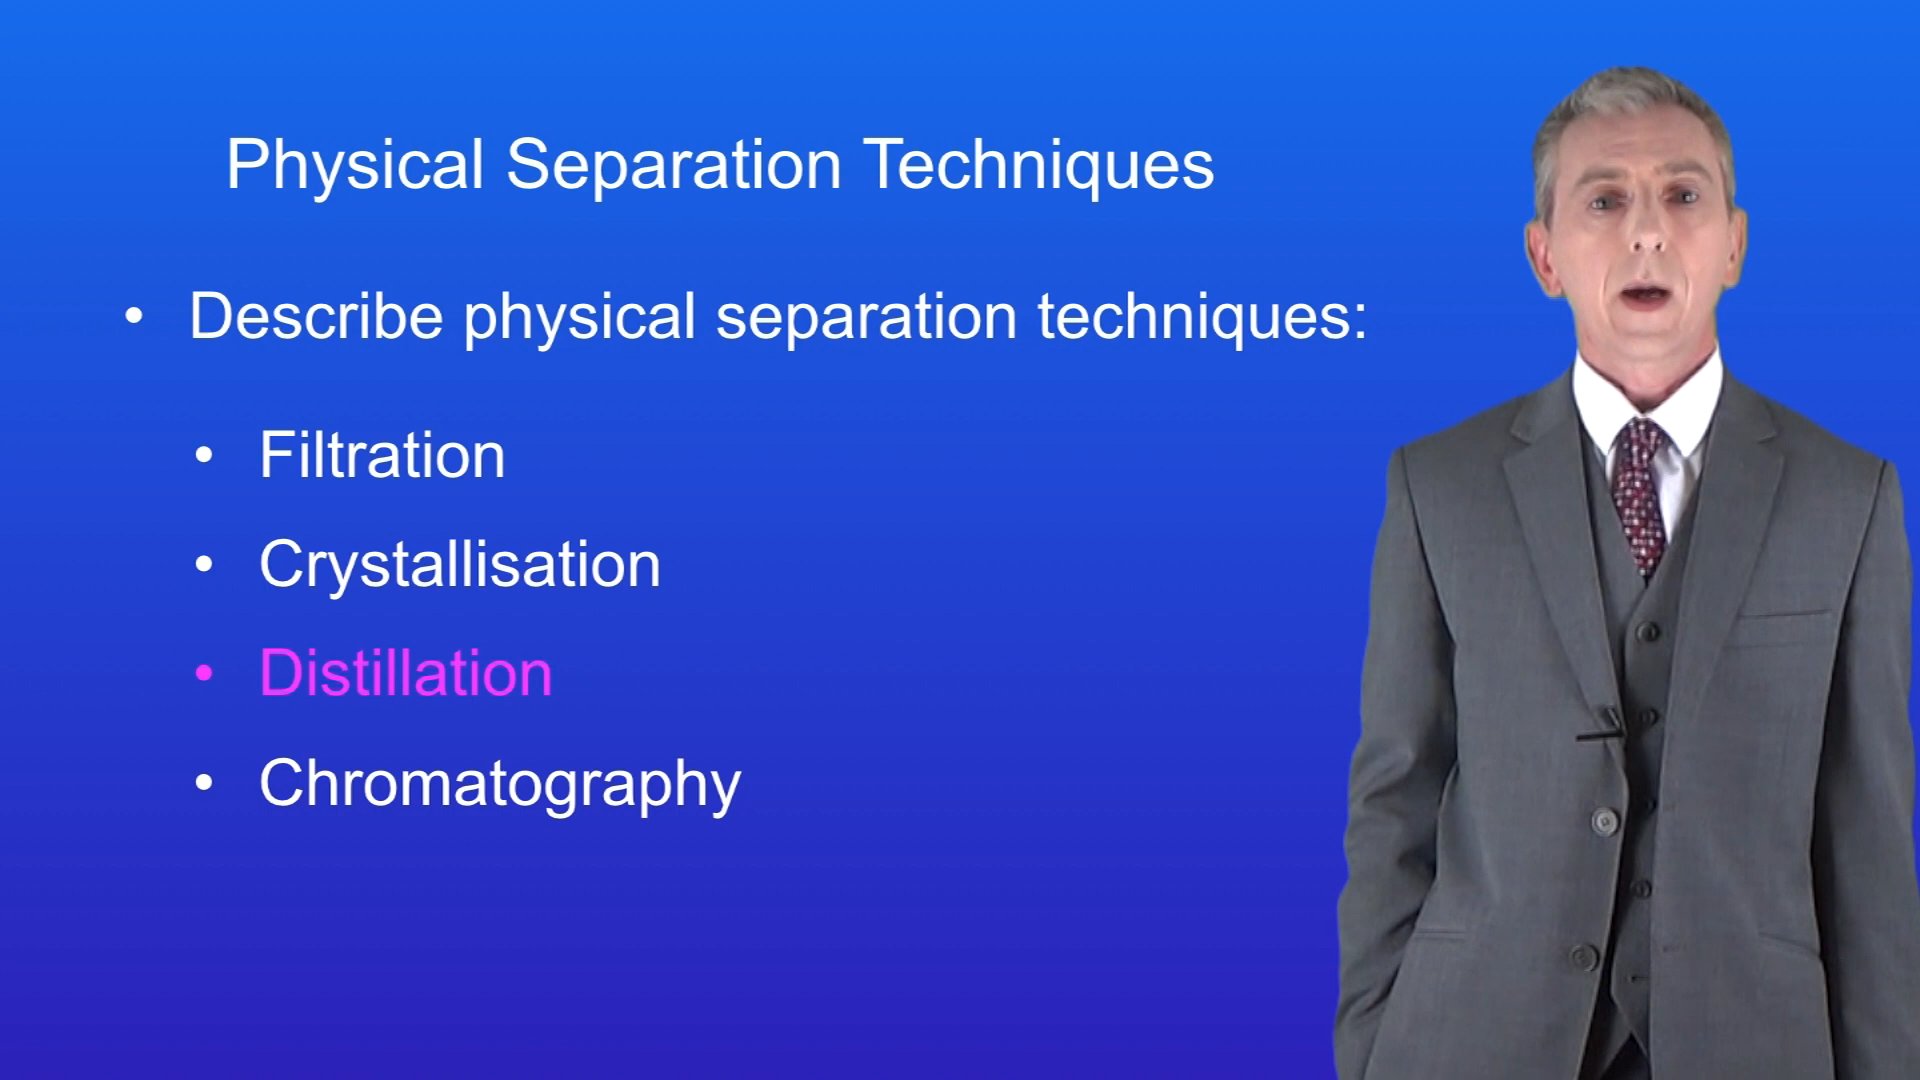 Physical Separation Techniques
• Describe physical separation techniques:
• Filtration
• Crystallisation
• Distillation
• Chromatography